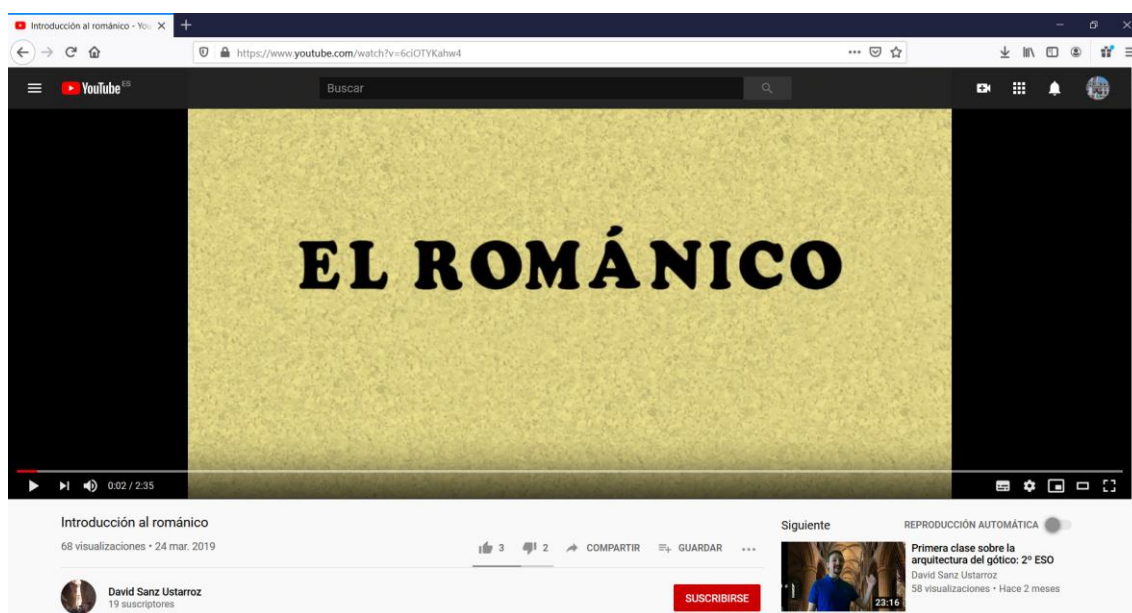 Introducción al románico - You
https://www.youtube.com/watch?v=6ciOTYKahw4
YouTube ES
Buscar
EL ROMÁNICO
0:02 / 2:35
Introducción al románico
68 visualizaciones • 24 mar. 2019
3 2 COMPARTIR GUARDAR
David Sanz Ustarroz
19 suscriptores
SUSCRIBIRSE
Siguiente REPRODUCCIÓN AUTOMÁTICA
23:16
Primera clase sobre la
arquitectura del gótico: 2º ESO
David Sanz Ustarroz
58 visualizaciones • Hace 2 meses